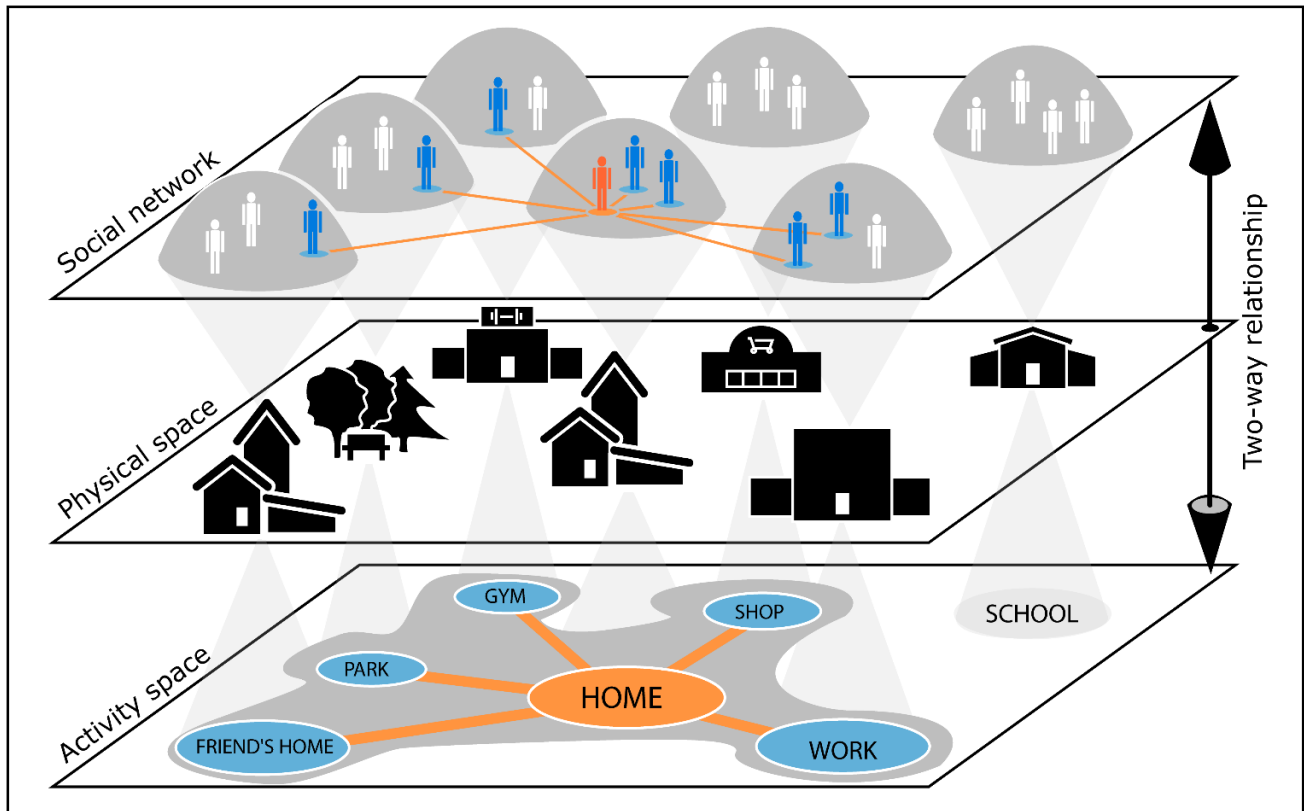 Social network
Physical space
Two-way relationship
Activity space
GYM
SHOP
SCHOOL
PARK
HOME
FRIEND'S HOME
WORK